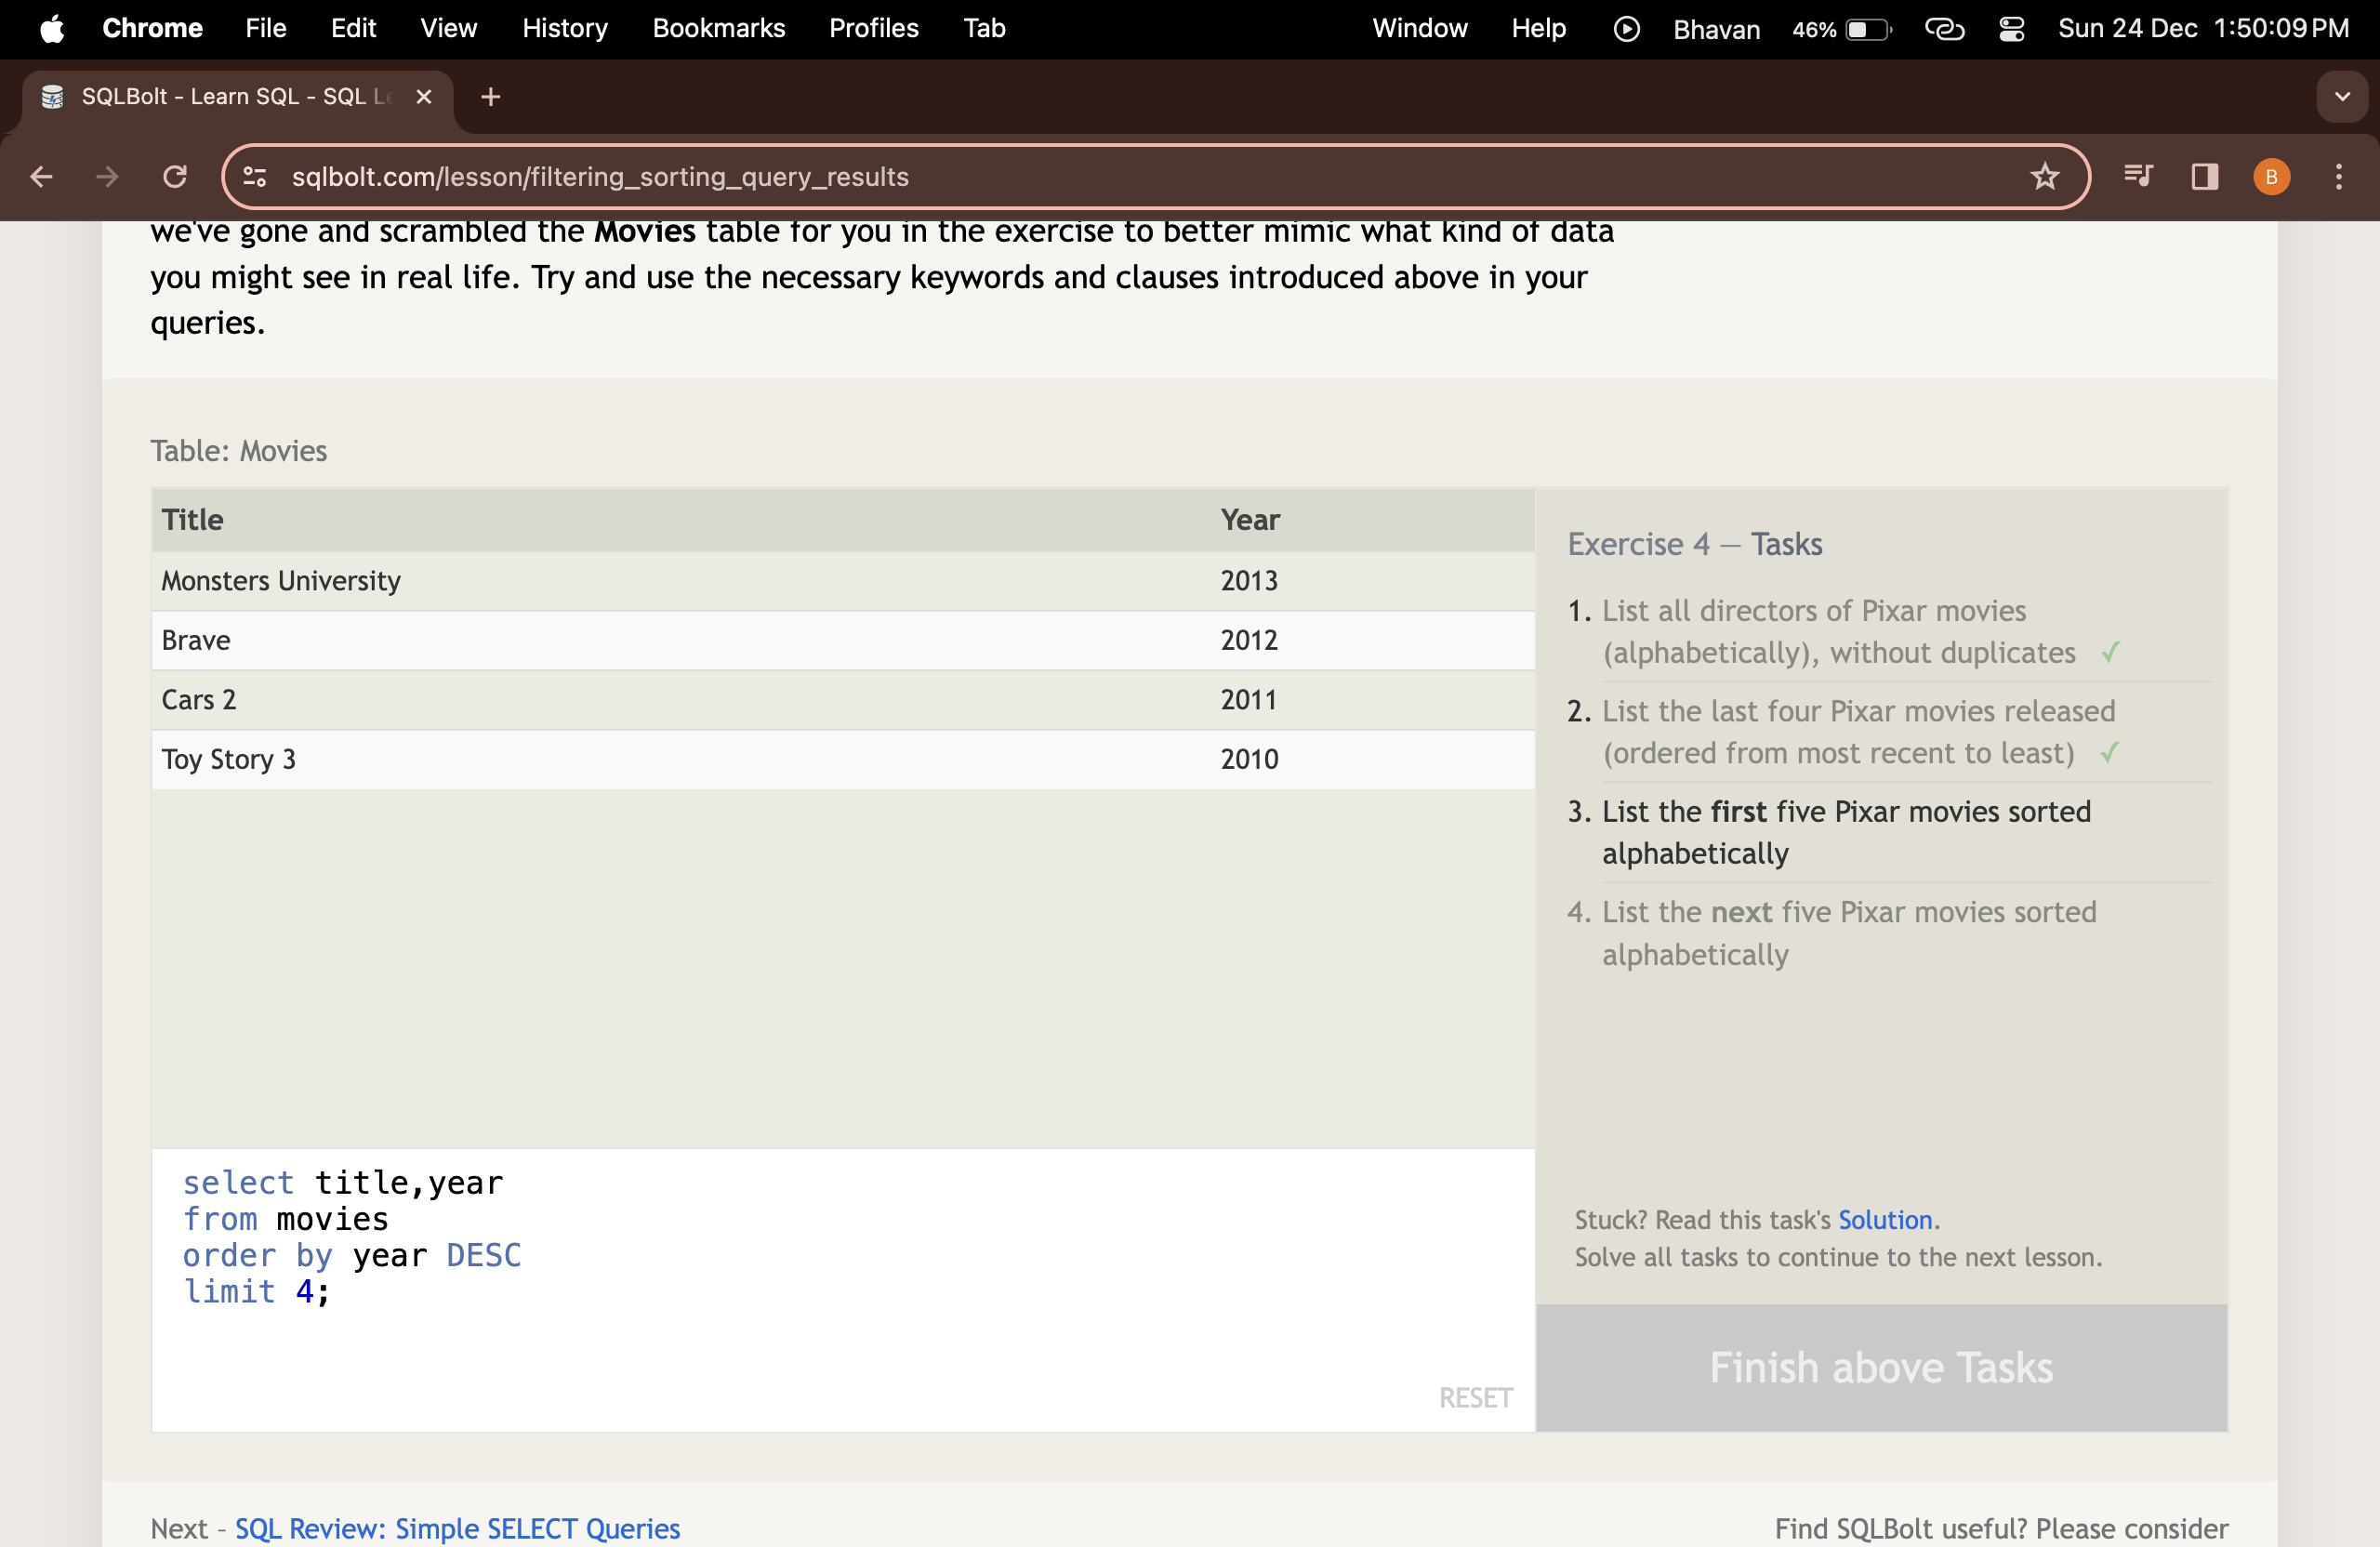 Chrome File Edit View History Bookmarks Profiles Tab Window Help Bhavan 46% Sun 24 Dec 1:50:09 PM
SQLBolt - Learn SQL - SQL
sqlbolt.com/lesson/filtering_sorting_query_results
B
we've gone and scrambled the Movies table for you in the exercise to better mimic what kind of data
you might see in real life. Try and use the necessary keywords and clauses introduced above in your
queries.
Table: Movies
Title Year
Monsters University 2013
Brave 2012
Cars 2 2011
Toy Story 3 2010
select title,year
from movies
order by year DESC
limit 4;
RESET
Exercise 4 — Tasks
1. List all directors of Pixar movies
(alphabetically), without duplicates ✓
2. List the last four Pixar movies released
(ordered from most recent to least) ✓
3. List the first five Pixar movies sorted
alphabetically
4. List the next five Pixar movies sorted
alphabetically
Stuck? Read this task's Solution.
Solve all tasks to continue to the next lesson.
Finish above Tasks
Next – SQL Review: Simple SELECT Queries
Find SQLBolt useful? Please consider